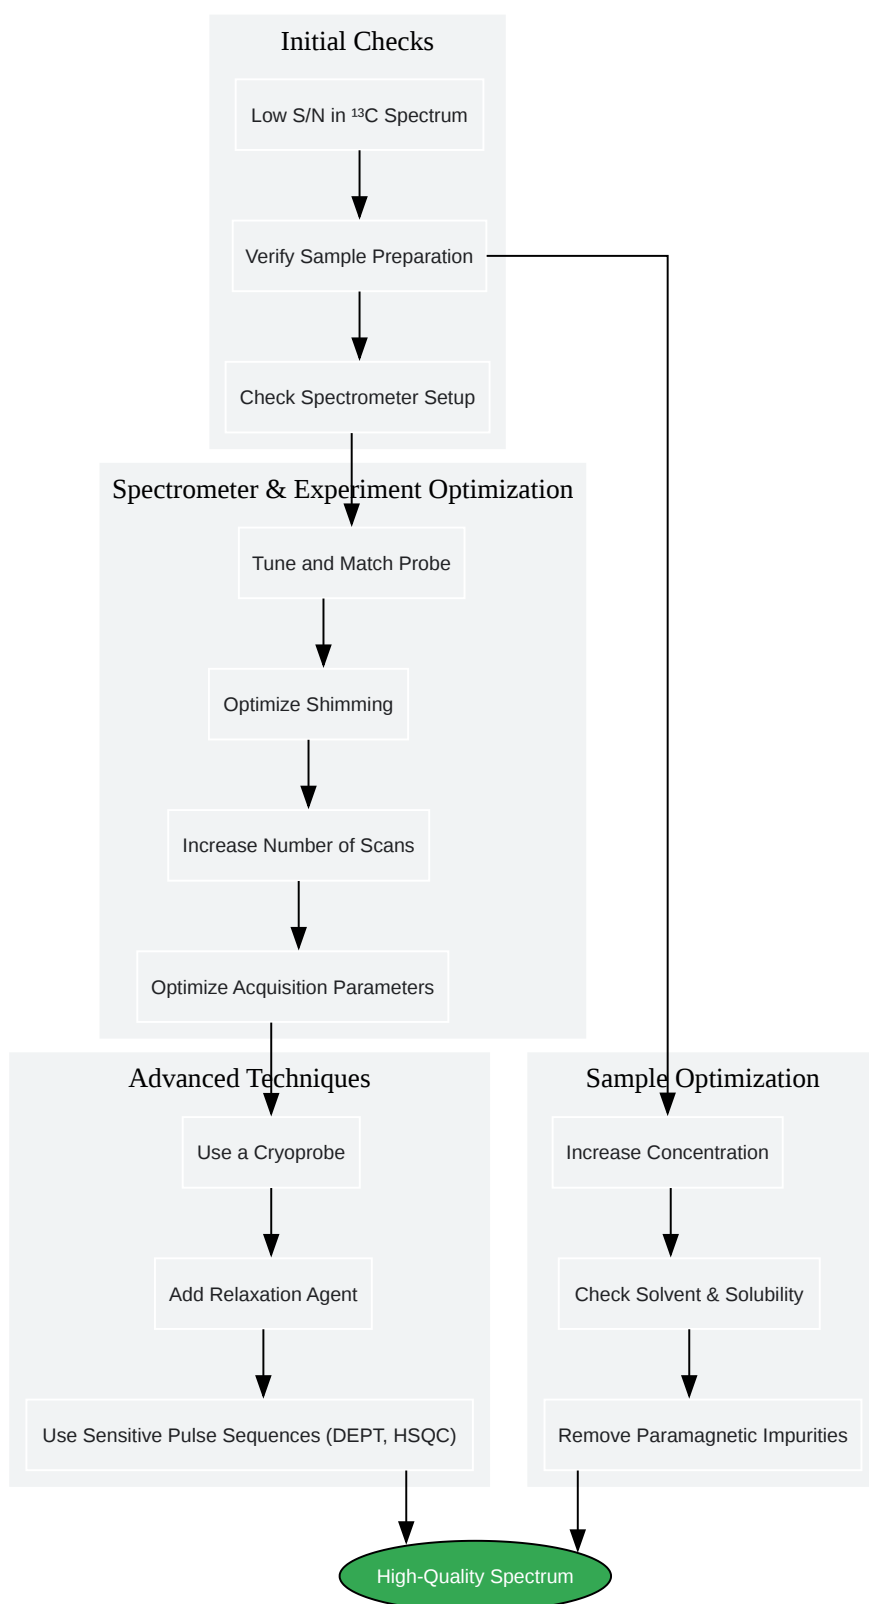 Initial Checks
Low S/N in ¹³C Spectrum
Verify Sample Preparation
Check Spectrometer Setup
Spectrometer & Experiment Optimization
Tune and Match Probe
Optimize Shimming
Increase Number of Scans
Optimize Acquisition Parameters
Advanced Techniques
Use a Cryoprobe
Add Relaxation Agent
Use Sensitive Pulse Sequences (DEPT, HSQC)
Sample Optimization
Increase Concentration
Check Solvent & Solubility
Remove Paramagnetic Impurities
High-Quality Spectrum